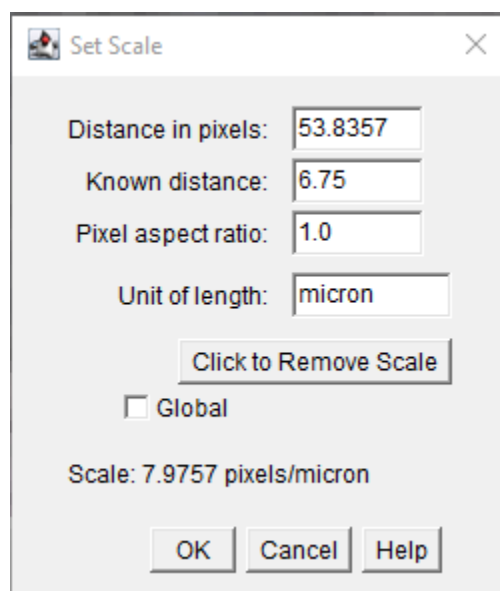 Set Scale
Distance in pixels: 53.8357
Known distance: 6.75
Pixel aspect ratio: 1.0
Unit of length: micron
Click to Remove Scale
Global
Scale: 7.9757 pixels/micron
OK Cancel Help